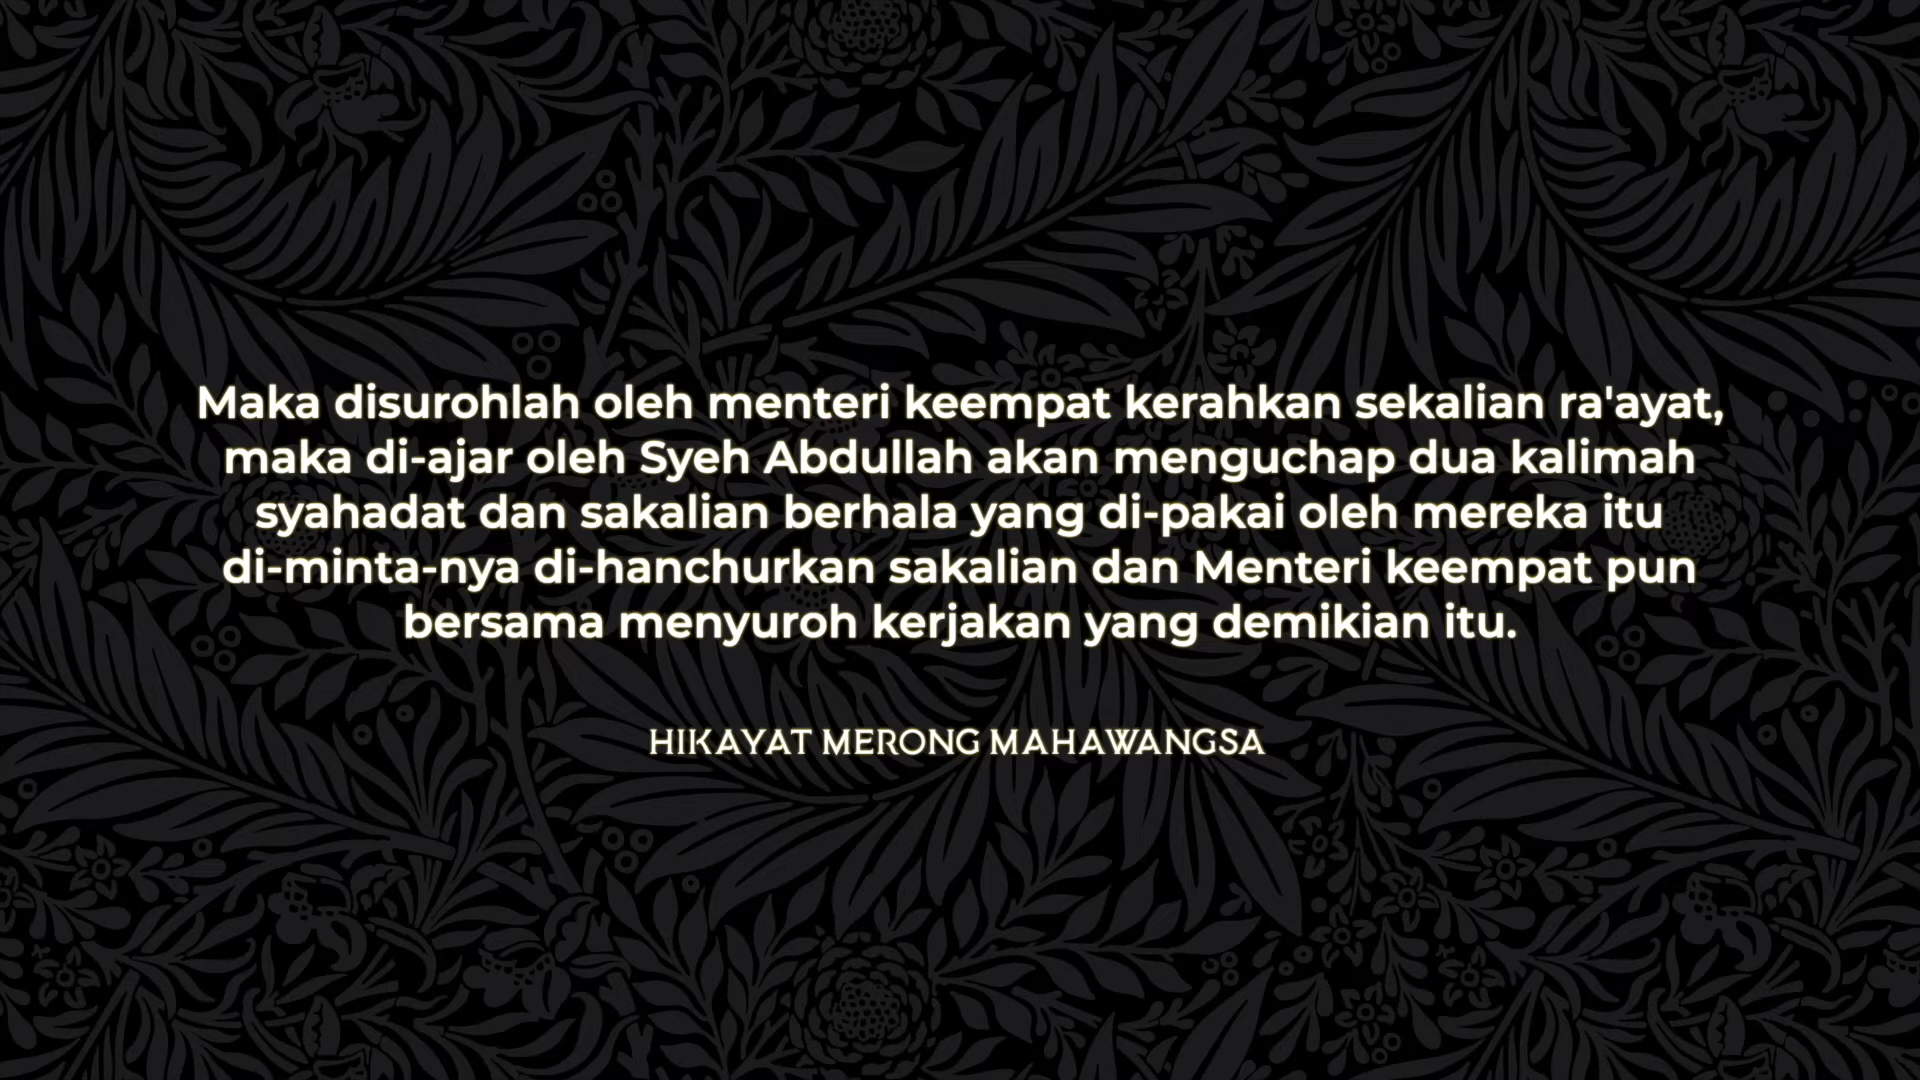 Maka disurohlah oleh menteri keempat kerahkan sekalian ra'ayat,
maka di-ajar oleh Syeh Abdullah akan menguchap dua kalimah
syahadat dan sakalian berhala yang di-pakai oleh mereka itu
di-minta-nya di-hanchurkan sakalian dan Menteri keempat pun
bersama menyuroh kerjakan yang demikian itu.
HIKAYAT MERONG MAHAWANGSA